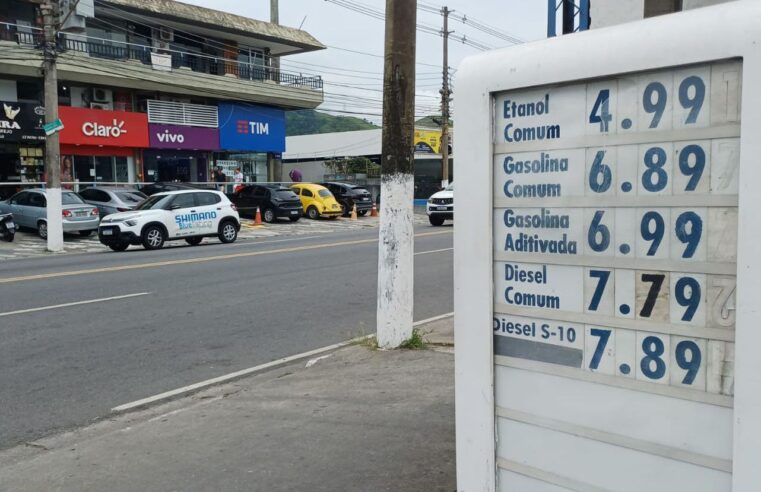 Claro
vivo
TIM
SHIMANO
Etanol
Comum
4.99
Gasolina
Comum
6.89
Gasolina
Aditivada
6.99
Diesel
Comum
7.79
Diesel S-10
7.89